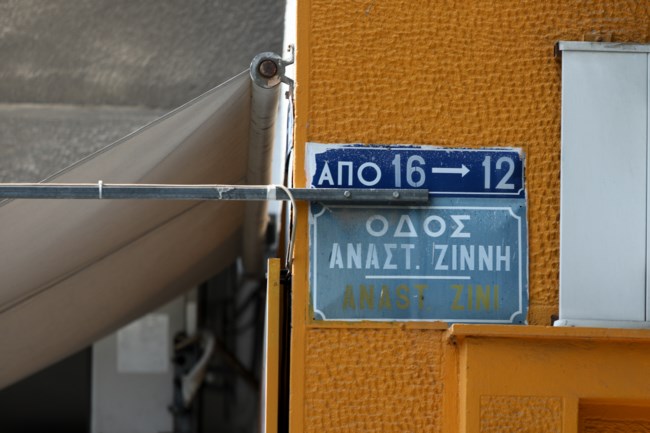 ΑΠΟ 16 → 12
ΟΔΟΣ
ΑΝΑΣΤ. ΖΙΝΝΗ
ANAST ZINI